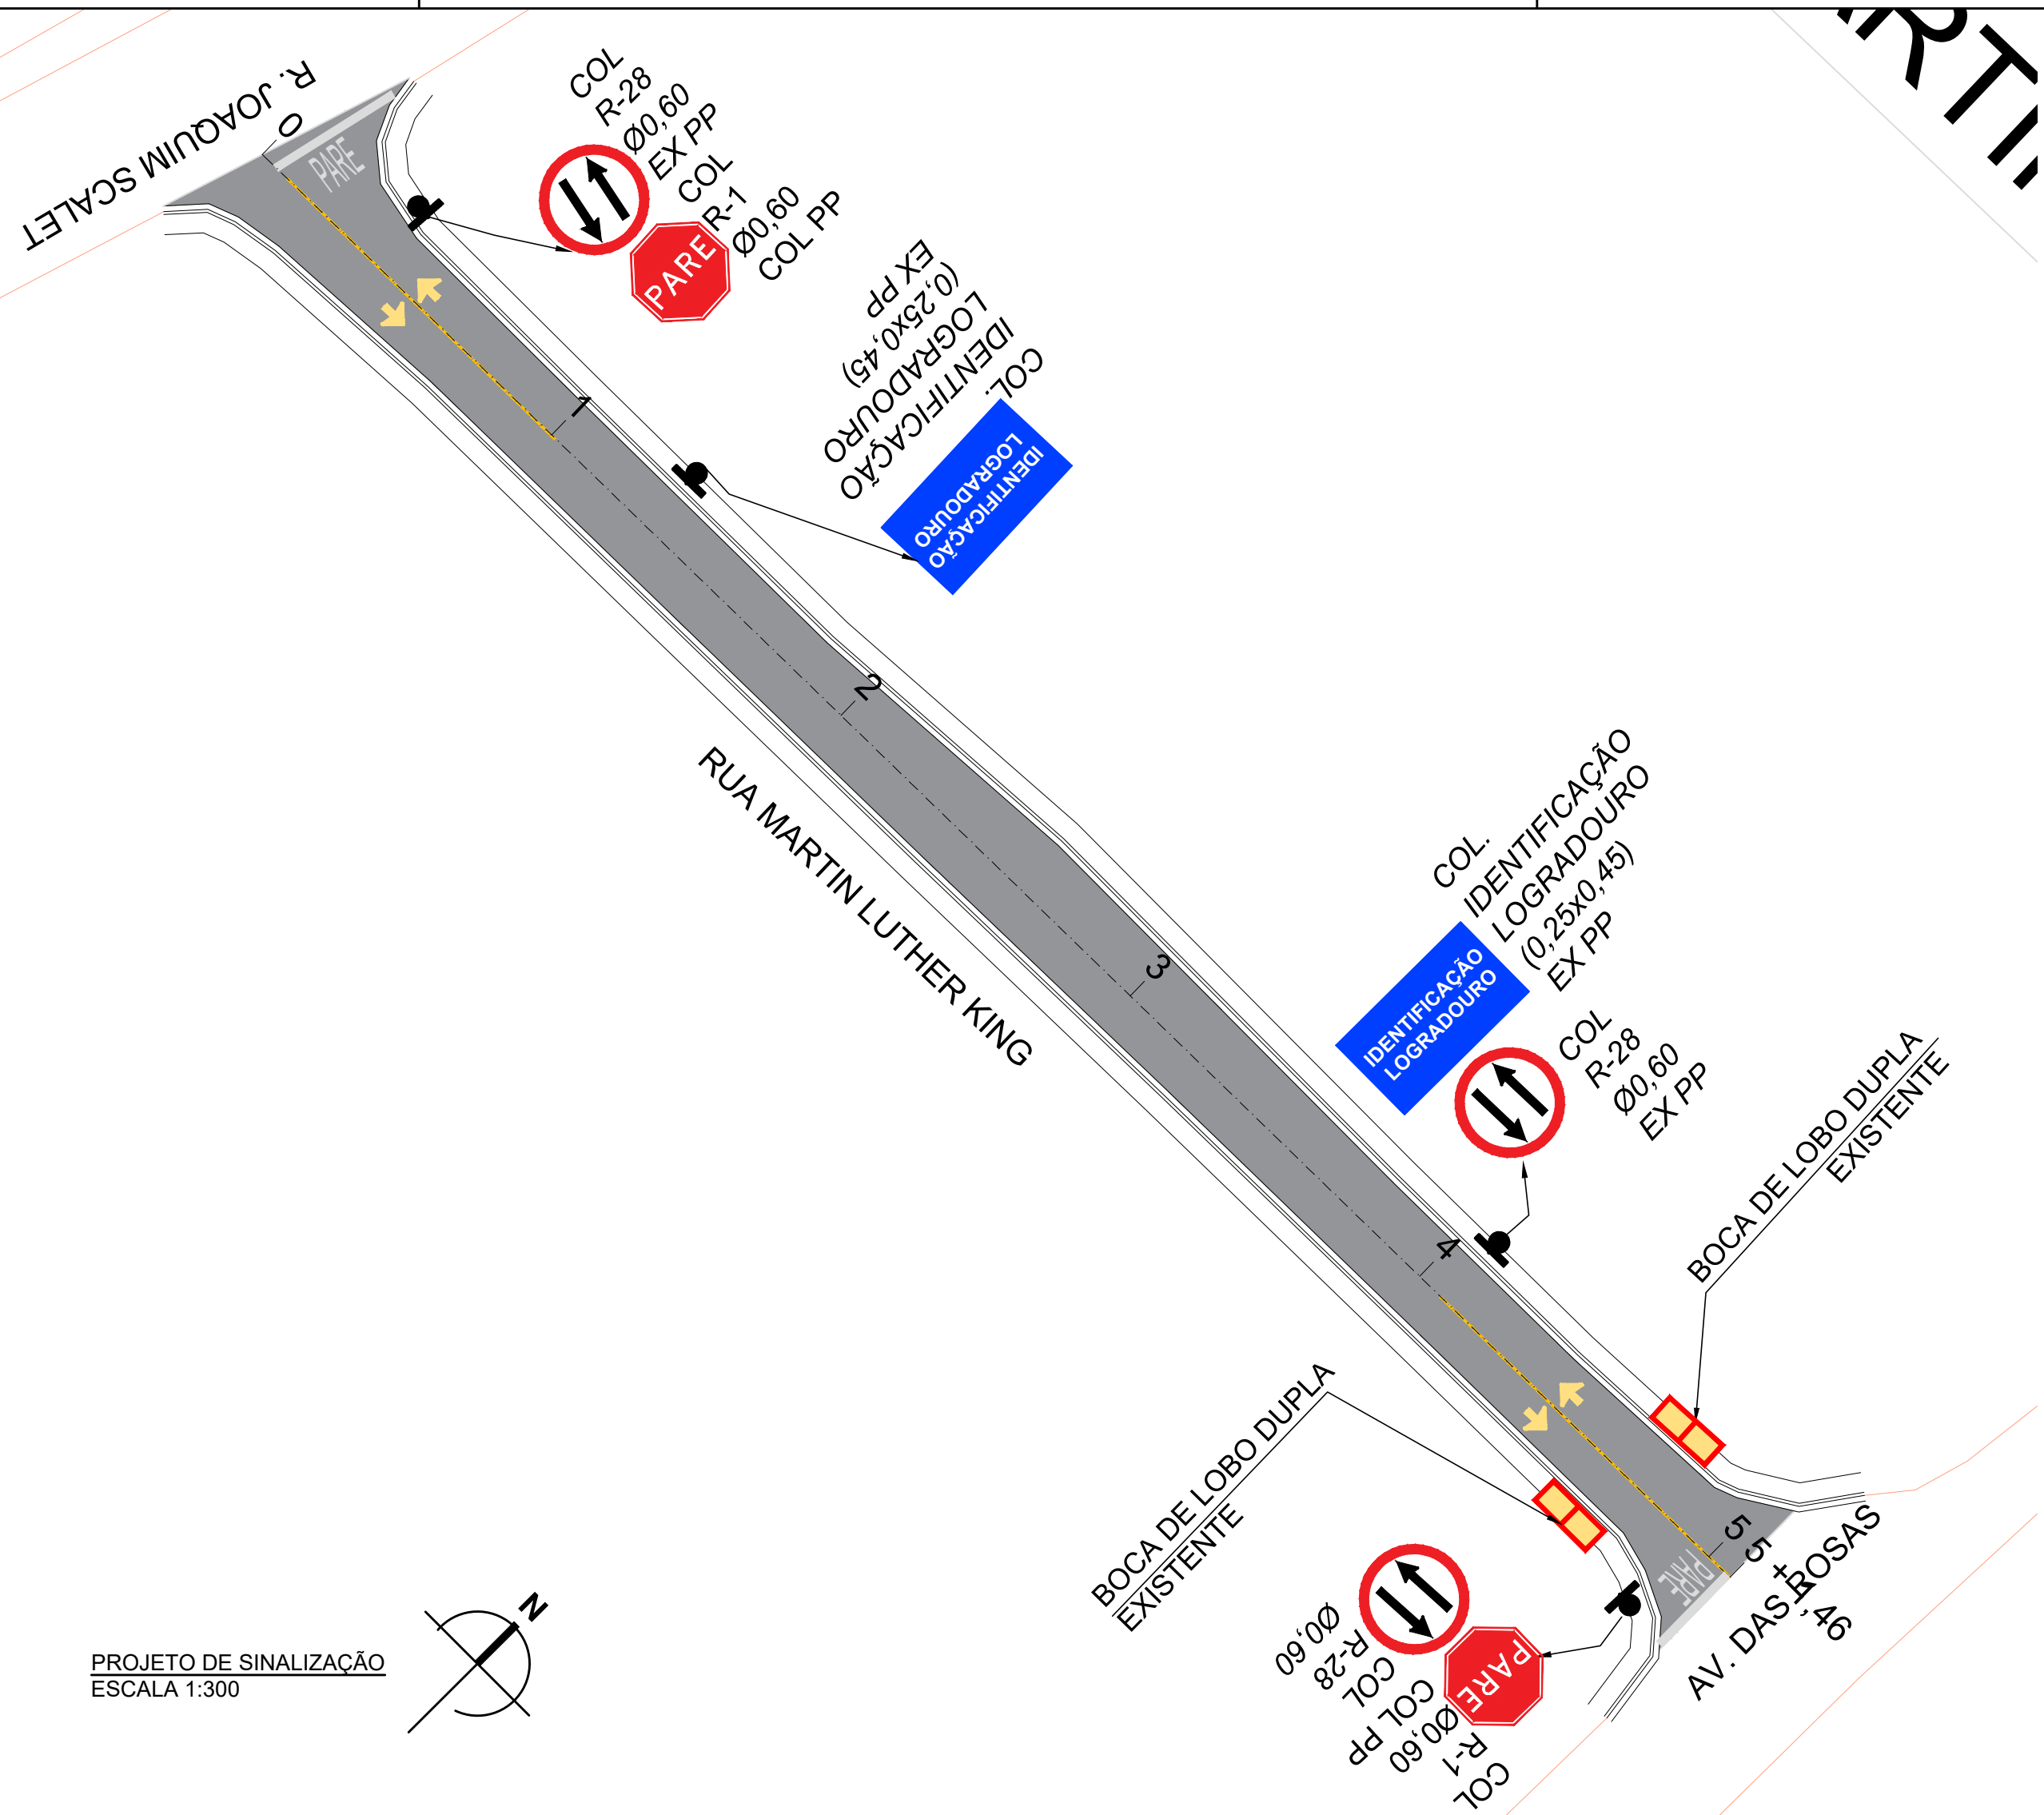 R. JOAQUIM SCALET
0
PARE
COL
R-28
Ø0,60
EX PP
COL
R-1
Ø0,60
COL PP
PARE
COL.
IDENTIFICAÇÃO
LOGRADOURO
(0,25x0,45)
EX PP
IDENTIFICAÇÃO
LOGRADOURO
1
2
RUA MARTIN LUTHER KING
3
COL.
IDENTIFICAÇÃO
LOGRADOURO
(0,25x0,45)
EX PP
IDENTIFICAÇÃO
LOGRADOURO
COL
R-28
Ø0,60
EX PP
4
BOCA DE LOBO DUPLA
EXISTENTE
BOCA DE LOBO DUPLA
EXISTENTE
5
PARE
AV. DAS ROSAS
COL
R-1
Ø0,60
COL PP
PARE
COL
R-28
Ø0,60
N
PROJETO DE SINALIZAÇÃO
ESCALA 1:300